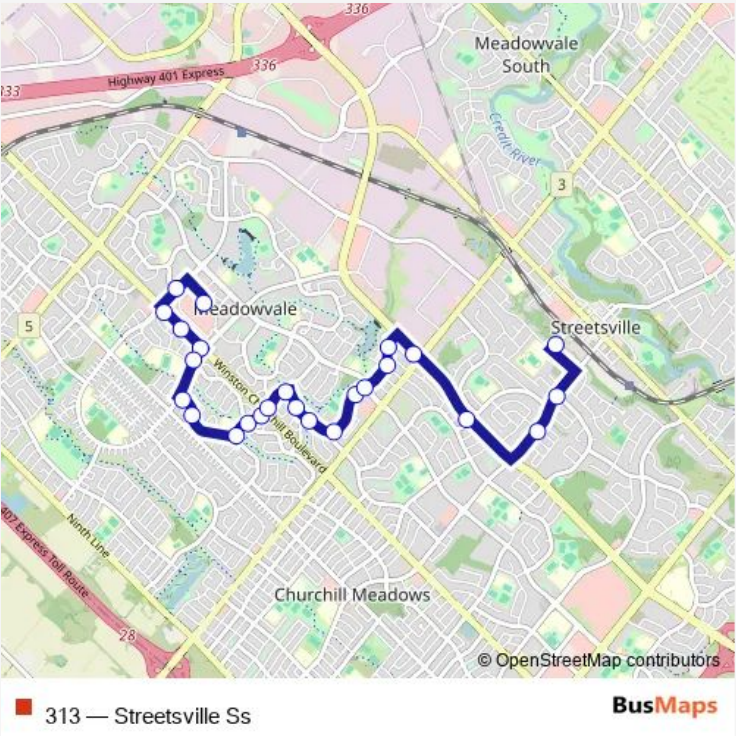 336
Meadowvale
South
Highway 401 Express
336
333
Credit River
3
Meadowvale
5
Streetsville
Winston Churchill Boulevard
Ninth Line
407 Express Toll Route
Churchill Meadows
28
© OpenStreetMap contributors
313 — Streetsville Ss
BusMaps